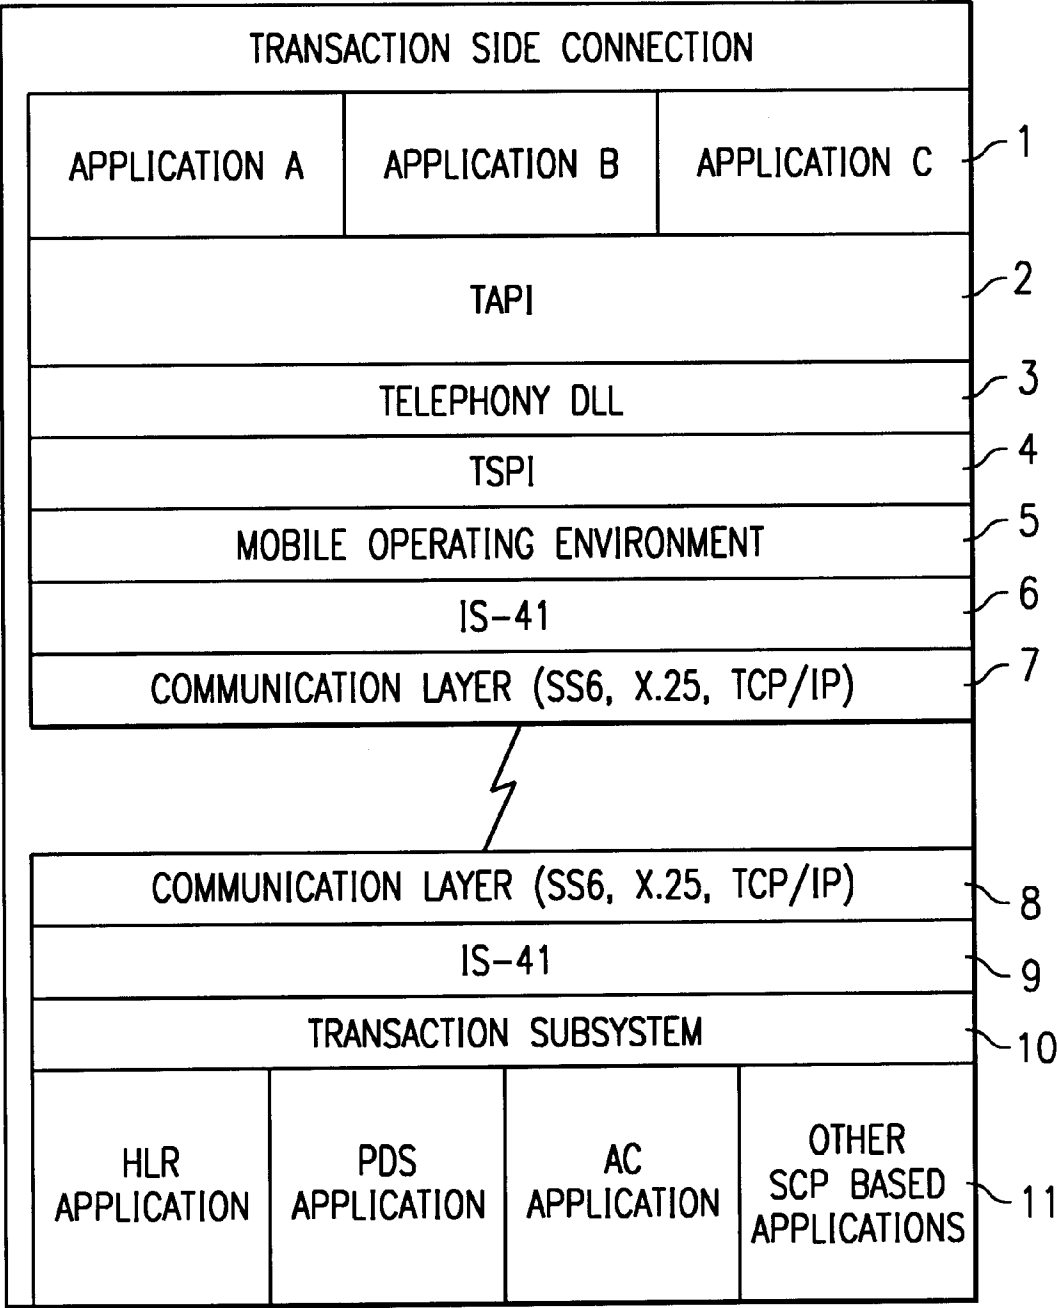 TRANSACTION SIDE CONNECTION
APPLICATION A
APPLICATION B
APPLICATION C
1
TAPI
2
TELEPHONY DLL
3
TSPI
4
MOBILE OPERATING ENVIRONMENT
5
IS-41
6
COMMUNICATION LAYER (SS6, X.25, TCP/IP)
7
COMMUNICATION LAYER (SS6, X.25, TCP/IP)
8
IS-41
9
TRANSACTION SUBSYSTEM
10
HLR
APPLICATION
PDS
APPLICATION
AC
APPLICATION
OTHER
SCP BASED
APPLICATIONS
11